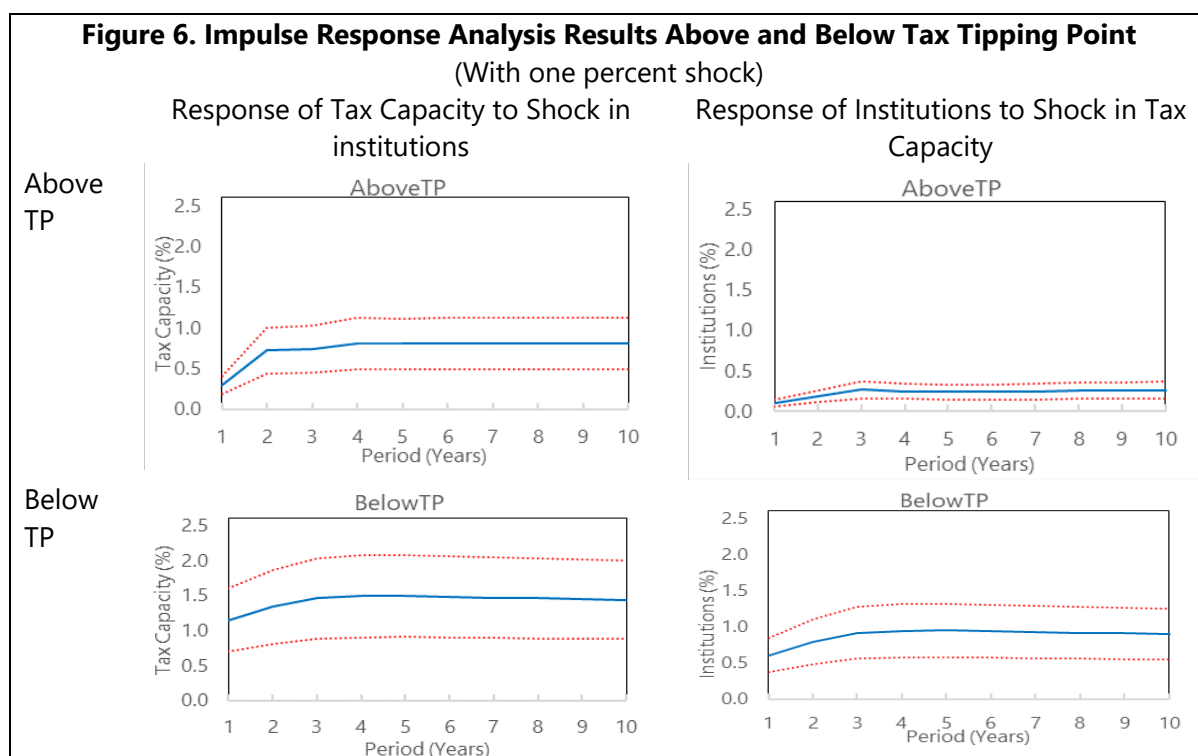 Figure 6. Impulse Response Analysis Results Above and Below Tax Tipping Point
(With one percent shock)
Response of Tax Capacity to Shock in
institutions
Response of Institutions to Shock in Tax
Capacity
Above
TP
AboveTP
Tax Capacity (%)
2.5
2.0
1.5
1.0
0.5
0.0
1 2 3 4 5 6 7 8 9 10
Period (Years)
AboveTP
Institutions (%)
2.5
2.0
1.5
1.0
0.5
0.0
1 2 3 4 5 6 7 8 9 10
Period (Years)
Below
TP
BelowTP
Tax Capacity (%)
2.5
2.0
1.5
1.0
0.5
0.0
1 2 3 4 5 6 7 8 9 10
Period (Years)
BelowTP
Institutions (%)
2.5
2.0
1.5
1.0
0.5
0.0
1 2 3 4 5 6 7 8 9 10
Period (Years)